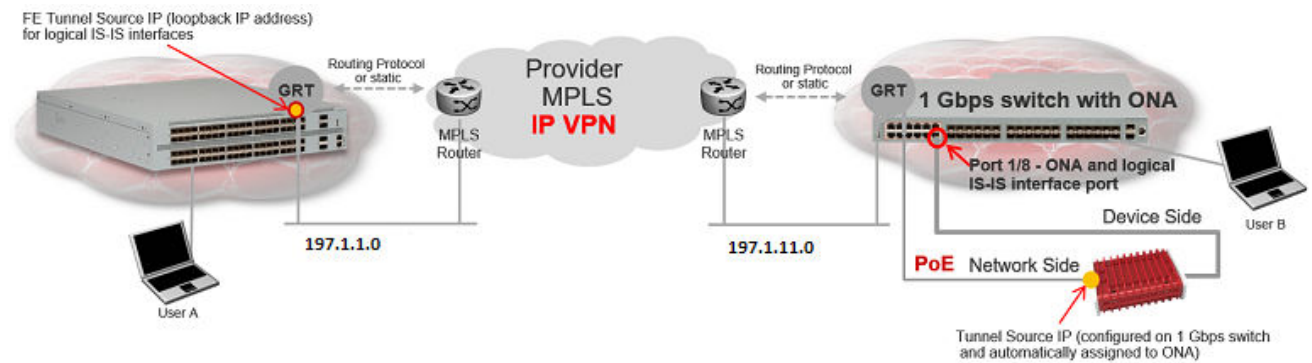 FE Tunnel Source IP (loopback IP address)
for logical IS-IS interfaces
GRT
Routing Protocol
or static
MPLS
Router
Provider
MPLS
IP VPN
Routing Protocol
or static
MPLS
Router
GRT
1 Gbps switch with ONA
Port 1/8 - ONA and logical
IS-IS interface port
User B
Device Side
197.1.1.0
197.1.11.0
PoE Network Side
User A
Tunnel Source IP (configured on 1 Gbps switch
and automatically assigned to ONA)